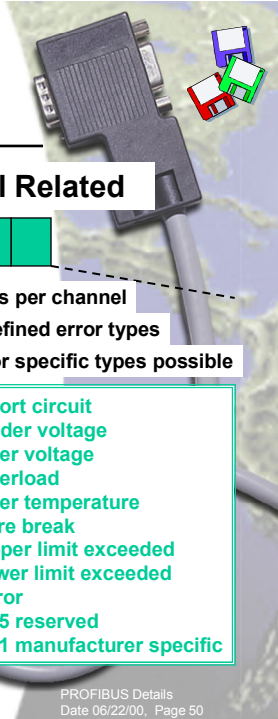 l Related
s per channel
efined error types
or specific types possible
ort circuit
der voltage
er voltage
erload
er temperature
re break
per limit exceeded
wer limit exceeded
ror
5 reserved
1 manufacturer specific
PROFIBUS Details
Date 06/22/00, Page 50